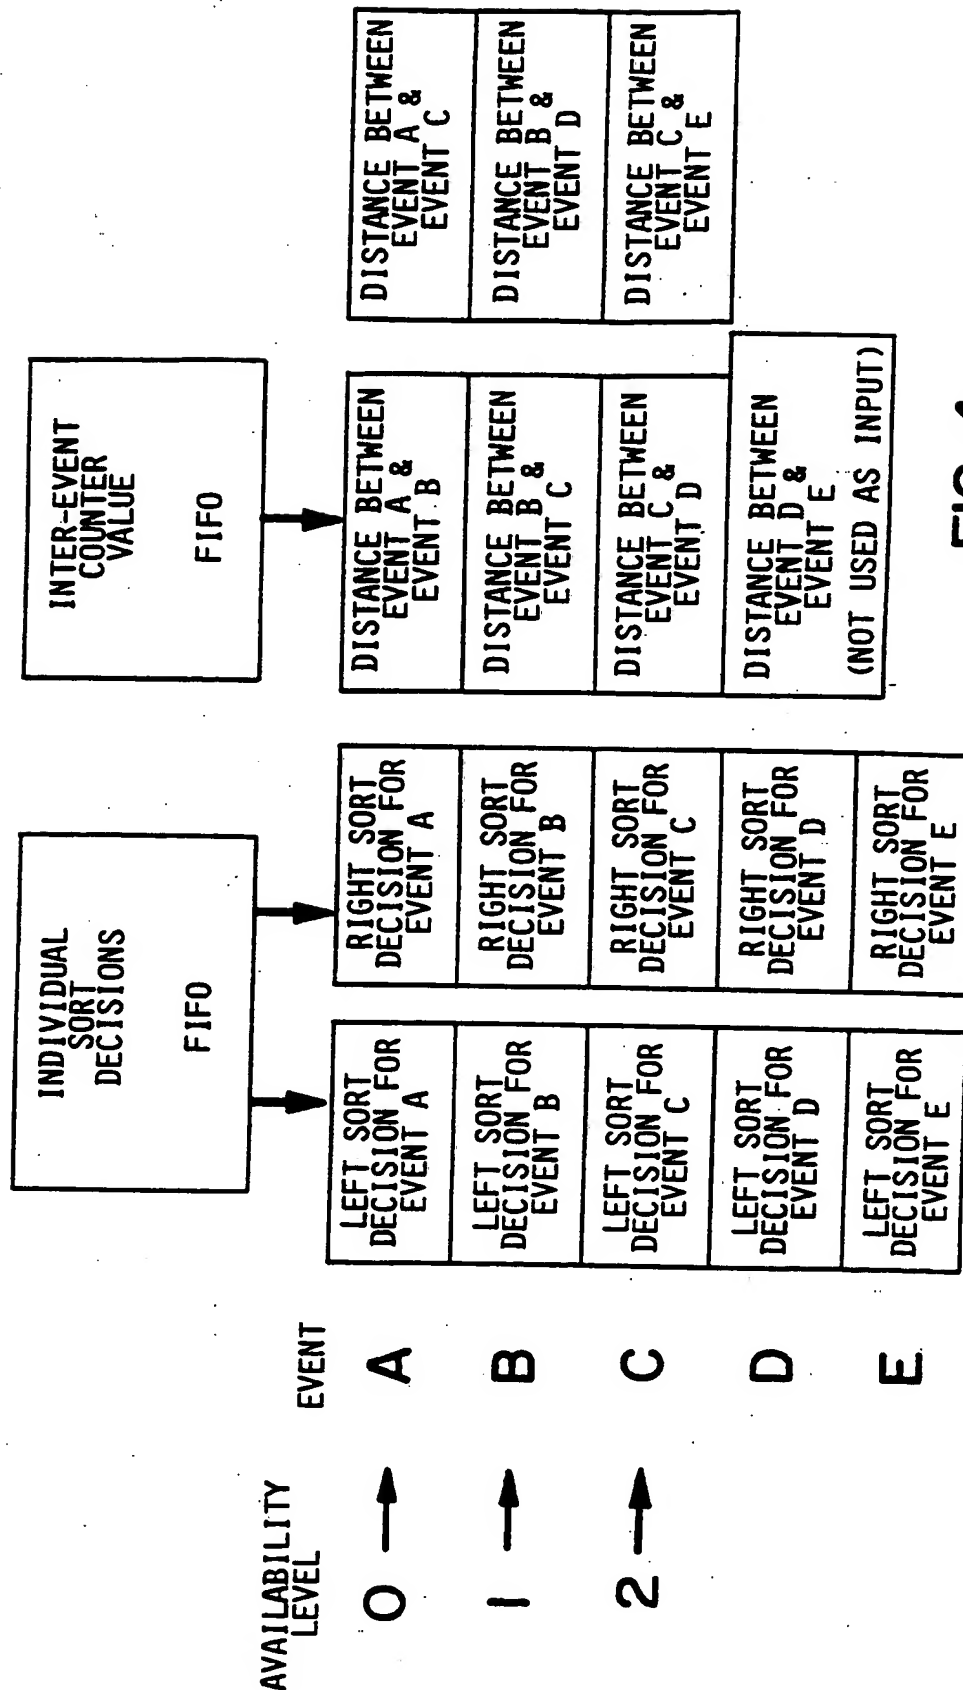 INDIVIDUAL
SORT
DECISIONS
FIFO
INTER-EVENT
COUNTER
VALUE
FIFO
AVAILABILITY
LEVEL
EVENT
0
A
LEFT SORT
DECISION FOR
EVENT A
RIGHT SORT
DECISION FOR
EVENT A
DISTANCE BETWEEN
EVENT A &
EVENT B
DISTANCE BETWEEN
EVENT A &
EVENT C
1
B
LEFT SORT
DECISION FOR
EVENT B
RIGHT SORT
DECISION FOR
EVENT B
DISTANCE BETWEEN
EVENT B &
EVENT C
DISTANCE BETWEEN
EVENT B &
EVENT D
2
C
LEFT SORT
DECISION FOR
EVENT C
RIGHT SORT
DECISION FOR
EVENT C
DISTANCE BETWEEN
EVENT C &
EVENT D
DISTANCE BETWEEN
EVENT C &
EVENT E
D
LEFT SORT
DECISION FOR
EVENT D
RIGHT SORT
DECISION FOR
EVENT D
DISTANCE BETWEEN
EVENT D &
EVENT E
(NOT USED AS INPUT)
E
LEFT SORT
DECISION FOR
EVENT E
RIGHT SORT
DECISION FOR
EVENT E